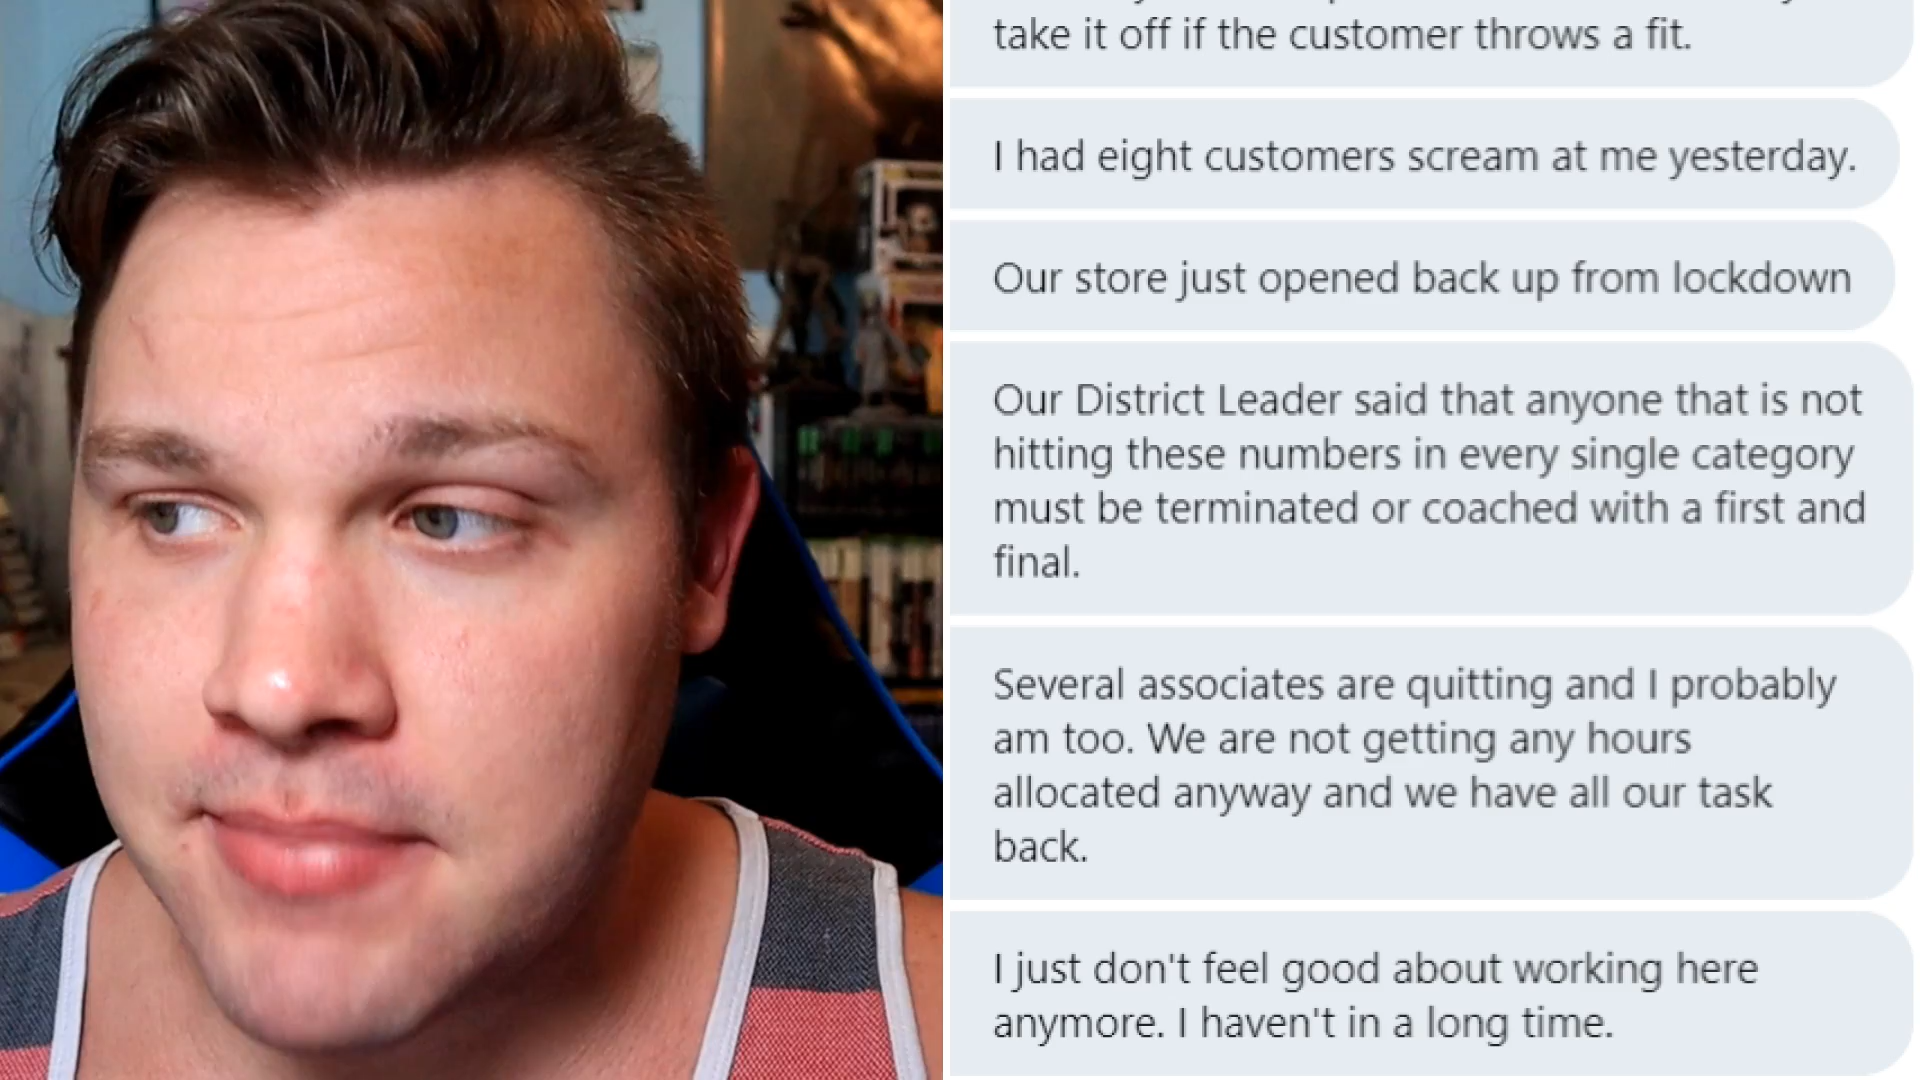 take it off if the customer throws a fit.
I had eight customers scream at me yesterday.
Our store just opened back up from lockdown
Our District Leader said that anyone that is not
hitting these numbers in every single category
must be terminated or coached with a first and
final.
Several associates are quitting and I probably
am too. We are not getting any hours
allocated anyway and we have all our task
back.
I just don't feel good about working here
anymore. I haven't in a long time.